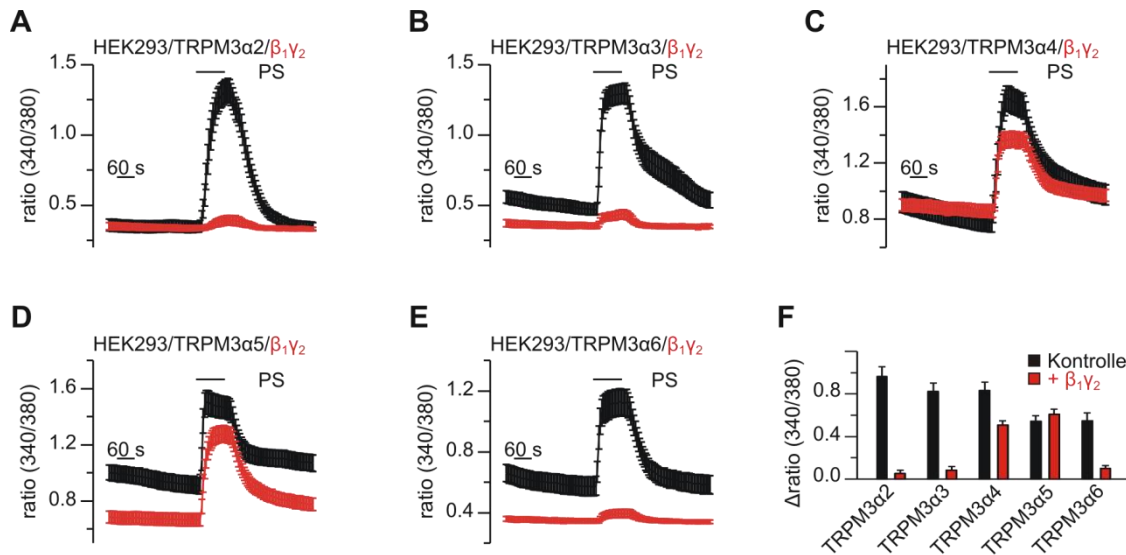 A
HEK293/TRPM3α2/β₁γ₂
PS
1.5
1.0
0.5
ratio (340/380)
60 s
B
HEK293/TRPM3α3/β₁γ₂
PS
1.5
1.0
0.5
ratio (340/380)
60 s
C
HEK293/TRPM3α4/β₁γ₂
PS
1.6
1.2
0.8
ratio (340/380)
60 s
D
HEK293/TRPM3α5/β₁γ₂
PS
1.6
1.2
0.8
ratio (340/380)
60 s
E
HEK293/TRPM3α6/β₁γ₂
PS
1.2
0.8
0.4
ratio (340/380)
60 s
F
Kontrolle
+ β₁γ₂
0.8
0.4
0.0
Δratio (340/380)
TRPM3α2
TRPM3α3
TRPM3α4
TRPM3α5
TRPM3α6